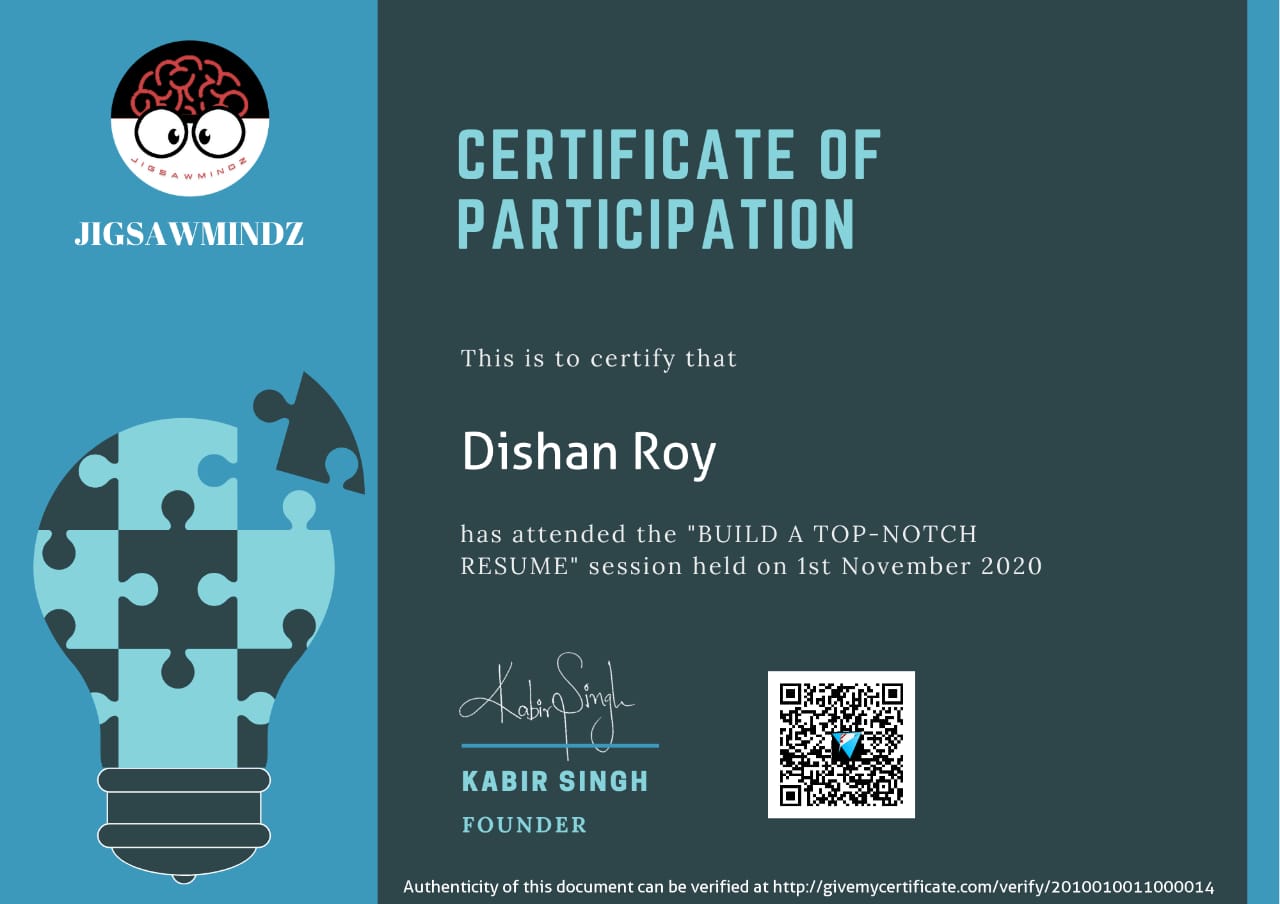 JIGSAWMINDZ
JIGSAWMINDZ
CERTIFICATE OF
PARTICIPATION
This is to certify that
Dishan Roy
has attended the "BUILD A TOP-NOTCH
RESUME" session held on 1st November 2020
Kabir Singh
KABIR SINGH
FOUNDER
Authenticity of this document can be verified at http://givemycertificate.com/verify/2010010011000014